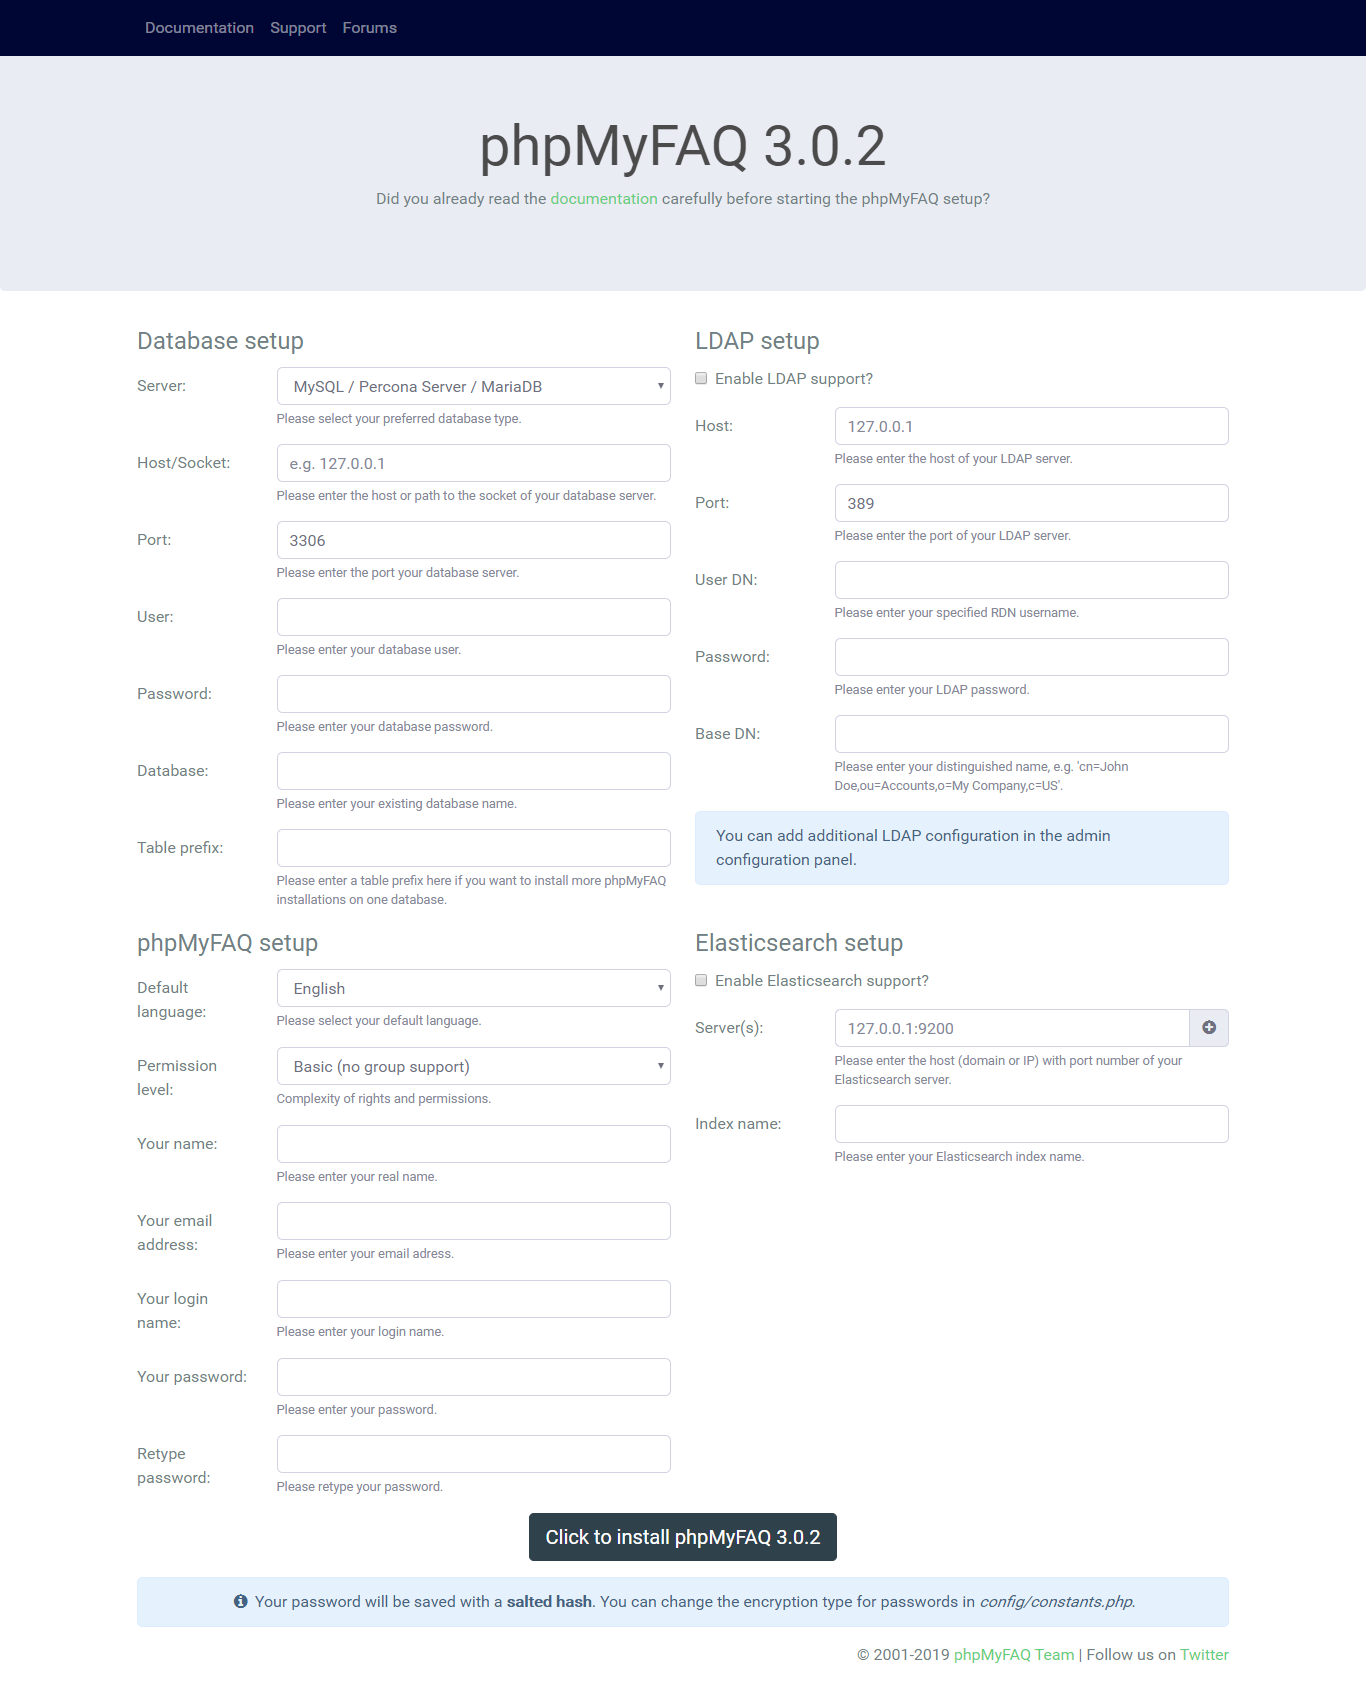 Documentation Support Forums
phpMyFAQ 3.0.2
Did you already read the documentation carefully before starting the phpMyFAQ setup?
Database setup
Server:
MySQL / Percona Server / MariaDB
Please select your preferred database type.
Host/Socket:
e.g. 127.0.0.1
Please enter the host or path to the socket of your database server.
Port:
3306
Please enter the port your database server.
User:
Please enter your database user.
Password:
Please enter your database password.
Database:
Please enter your existing database name.
Table prefix:
Please enter a table prefix here if you want to install more phpMyFAQ
installations on one database.
LDAP setup
Enable LDAP support?
Host:
127.0.0.1
Please enter the host of your LDAP server.
Port:
389
Please enter the port of your LDAP server.
User DN:
Please enter your specified RDN username.
Password:
Please enter your LDAP password.
Base DN:
Please enter your distinguished name, e.g. 'cn=John
Doe,ou=Accounts,o=My Company,c=US'.
You can add additional LDAP configuration in the admin
configuration panel.
phpMyFAQ setup
Default
language:
English
Please select your default language.
Permission
level:
Basic (no group support)
Complexity of rights and permissions.
Your name:
Please enter your real name.
Your email
address:
Please enter your email adress.
Your login
name:
Please enter your login name.
Your password:
Please enter your password.
Retype
password:
Please retype your password.
Elasticsearch setup
Enable Elasticsearch support?
Server(s):
127.0.0.1:9200
Please enter the host (domain or IP) with port number of your
Elasticsearch server.
Index name:
Please enter your Elasticsearch index name.
Click to install phpMyFAQ 3.0.2
Your password will be saved with a salted hash. You can change the encryption type for passwords in config/constants.php.
© 2001-2019 phpMyFAQ Team | Follow us on Twitter